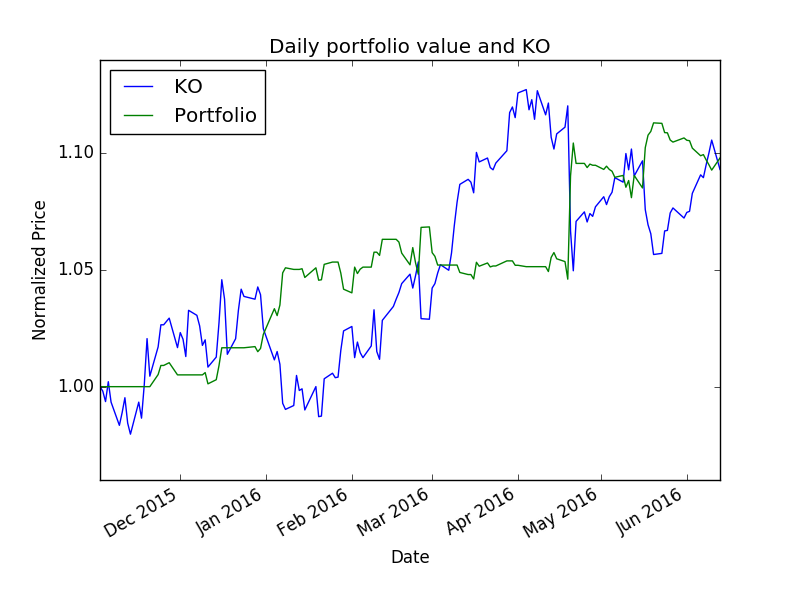 Daily portfolio value and KO
KO
Portfolio
1.10
1.05
1.00
Normalized Price
Dec 2015
Jan 2016
Feb 2016
Mar 2016
Apr 2016
May 2016
Jun 2016
Date